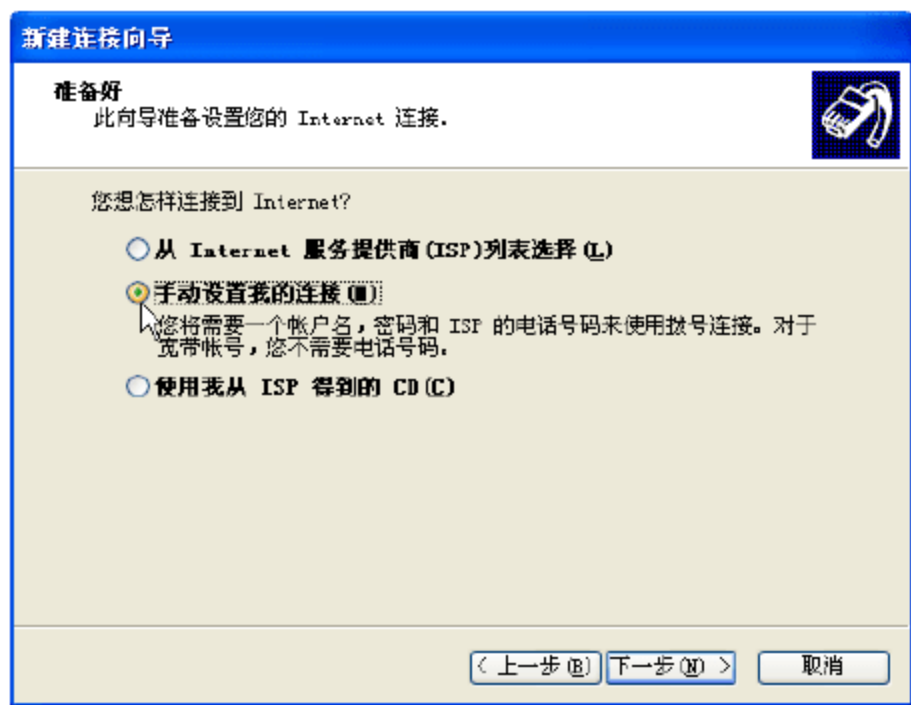 新建连接向导
准备好
此向导准备设置您的 Internet 连接。
您想怎样连接到 Internet?
从 Internet 服务提供商(ISP)列表选择(L)
手动设置我的连接(M)
您将需要一个帐户名，密码和 ISP 的电话号码来使用拨号连接。对于
宽带帐号，您不需要电话号码。
使用我从 ISP 得到的 CD(C)
< 上一步(B) 下一步(N) > 取消